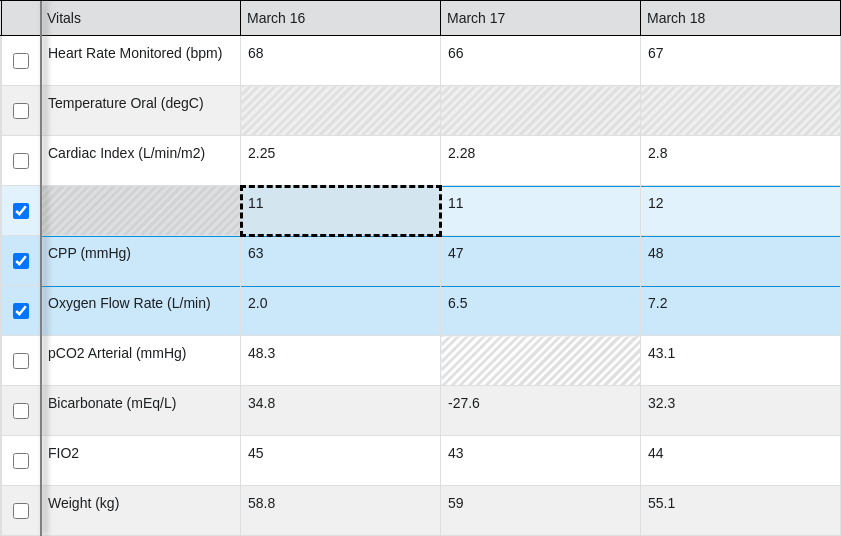 Vitals March 16 March 17 March 18
Heart Rate Monitored (bpm) 68 66 67
Temperature Oral (degC)
Cardiac Index (L/min/m2) 2.25 2.28 2.8
11 11 12
CPP (mmHg) 63 47 48
Oxygen Flow Rate (L/min) 2.0 6.5 7.2
pCO2 Arterial (mmHg) 48.3 43.1
Bicarbonate (mEq/L) 34.8 -27.6 32.3
FIO2 45 43 44
Weight (kg) 58.8 59 55.1